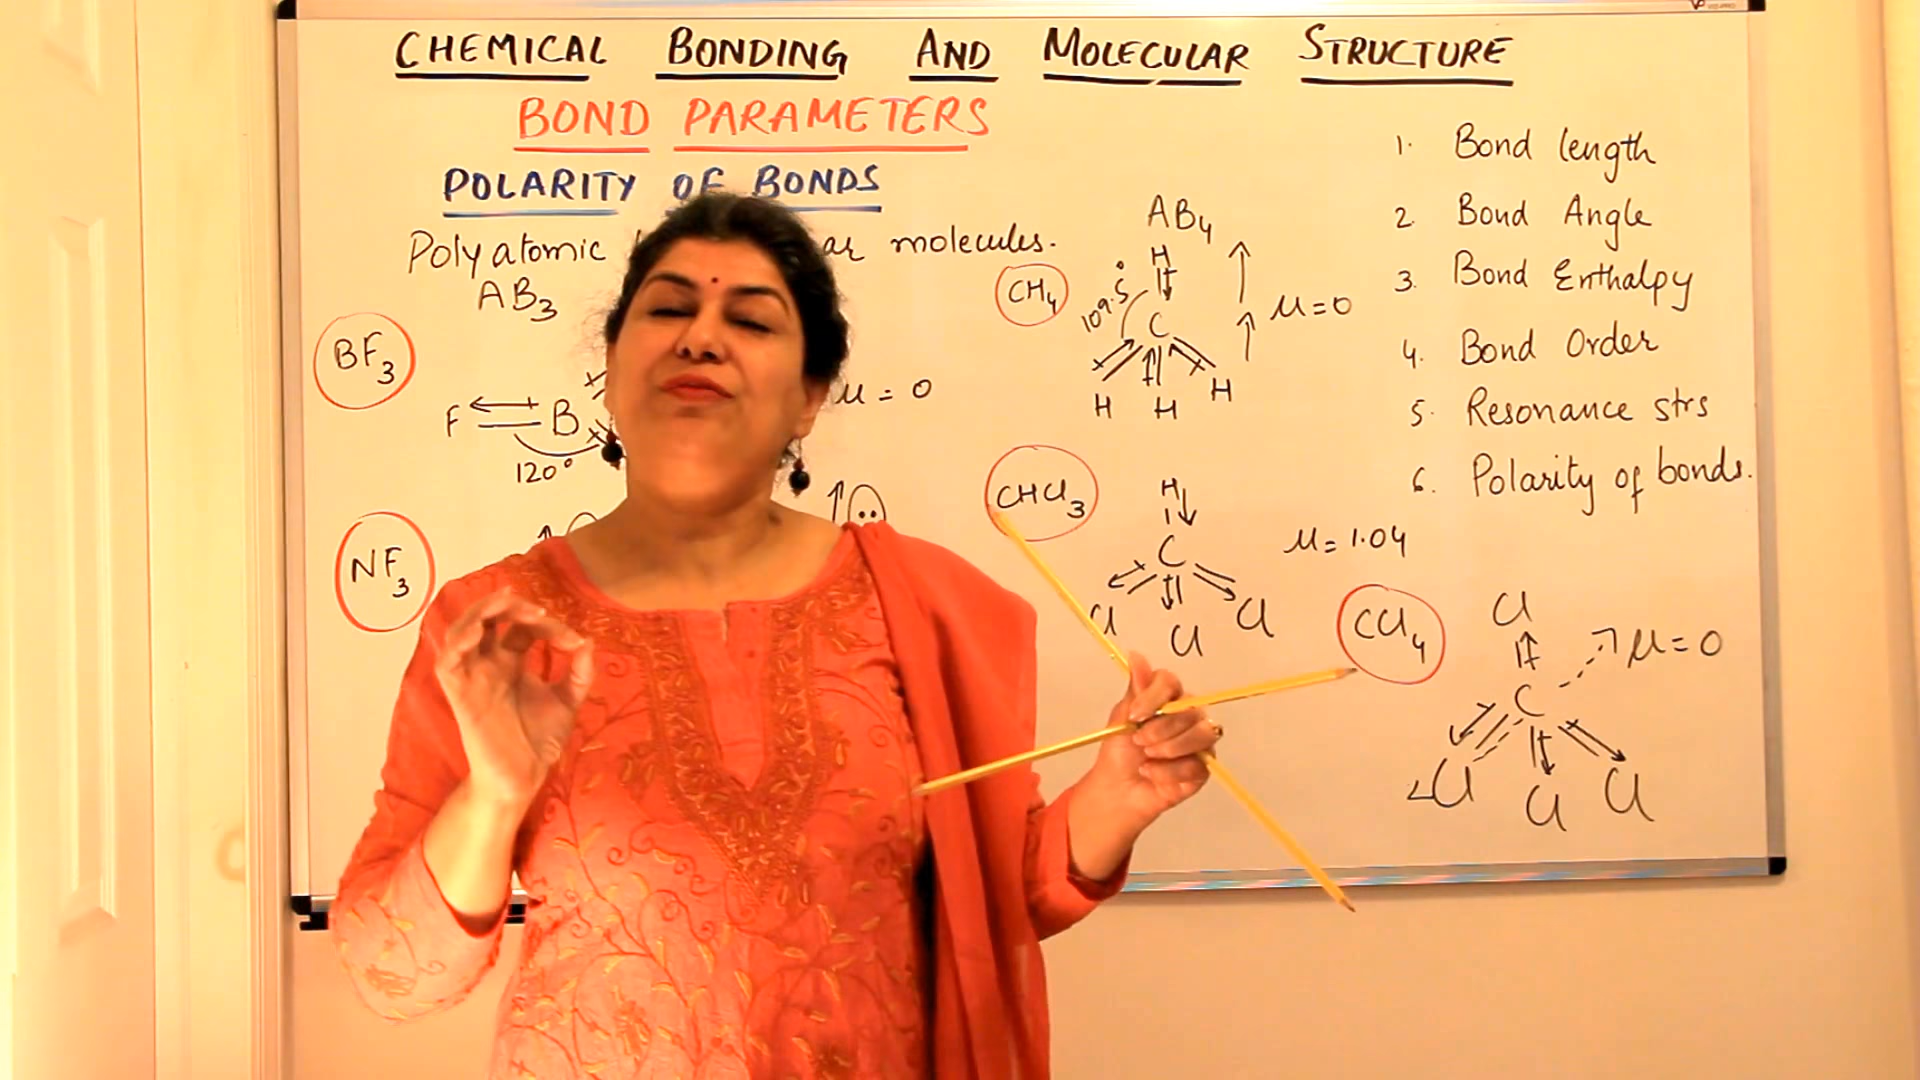 CHEMICAL BONDING AND MOLECULAR STRUCTURE
BOND PARAMETERS
POLARITY OF BONDS
Polyatomic ar molecules.
AB3
BF3
F B
120°
μ = 0
NF3
AB4
CH4
H
109.5°
C
H H H
μ = 0
CHCl3
H
C
Cl Cl Cl
μ = 1.04
CCl4
Cl
C
Cl Cl Cl
μ = 0
1. Bond length
2. Bond Angle
3. Bond Enthalpy
4. Bond Order
5. Resonance strs
6. Polarity of bonds.